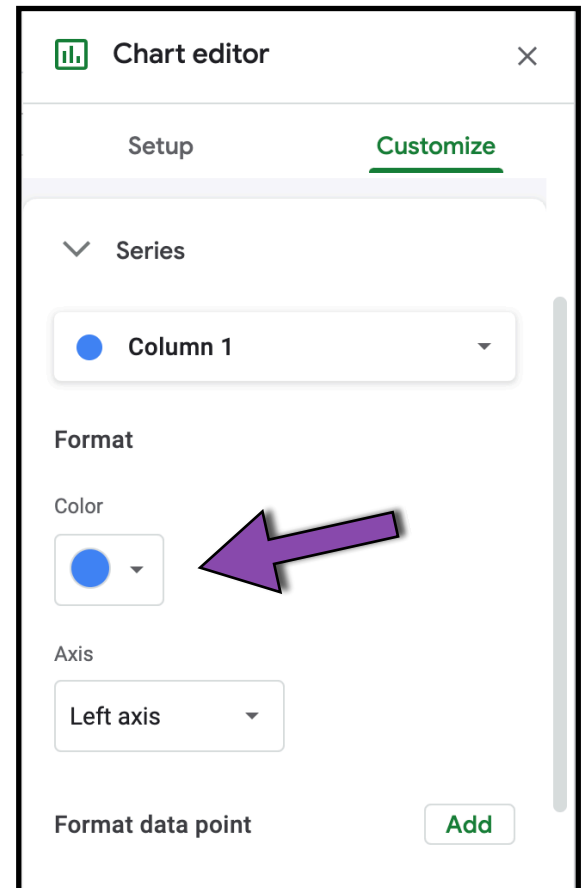 Chart editor
Setup Customize
Series
Column 1
Format
Color
Axis
Left axis
Format data point Add